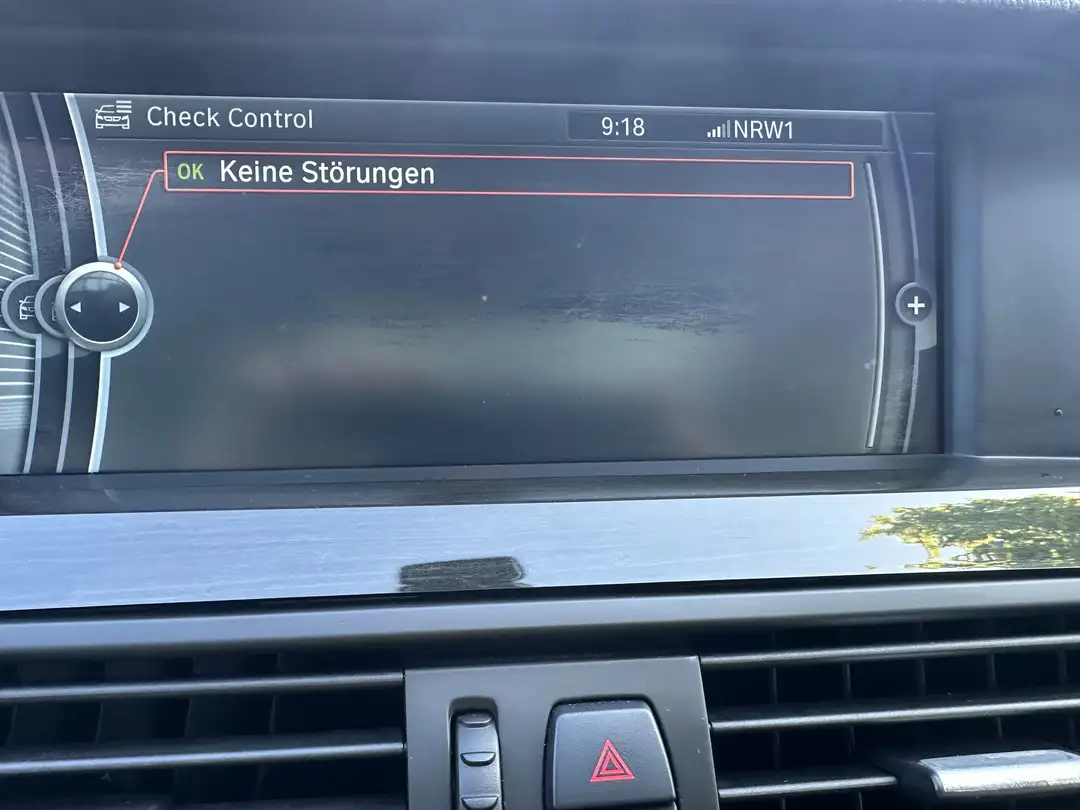 Check Control
9:18
NRW1
OK Keine Störungen